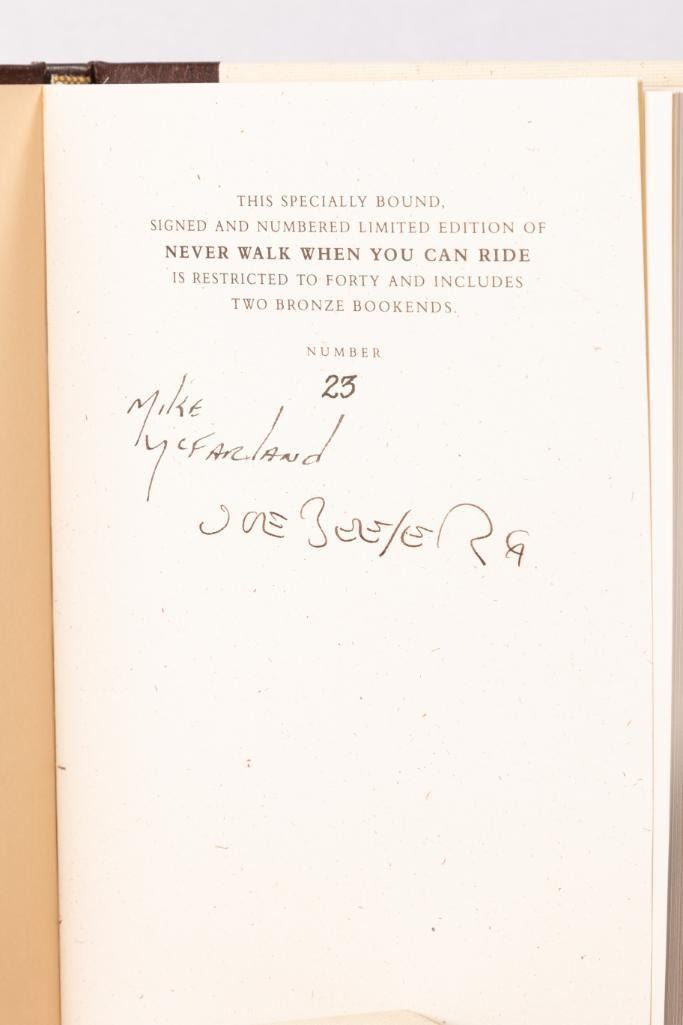 THIS SPECIALLY BOUND,
SIGNED AND NUMBERED LIMITED EDITION OF
NEVER WALK WHEN YOU CAN RIDE
IS RESTRICTED TO FORTY AND INCLUDES
TWO BRONZE BOOKENDS.
NUMBER
23
MIKE
MCFARLAND
JOE BEELER CA